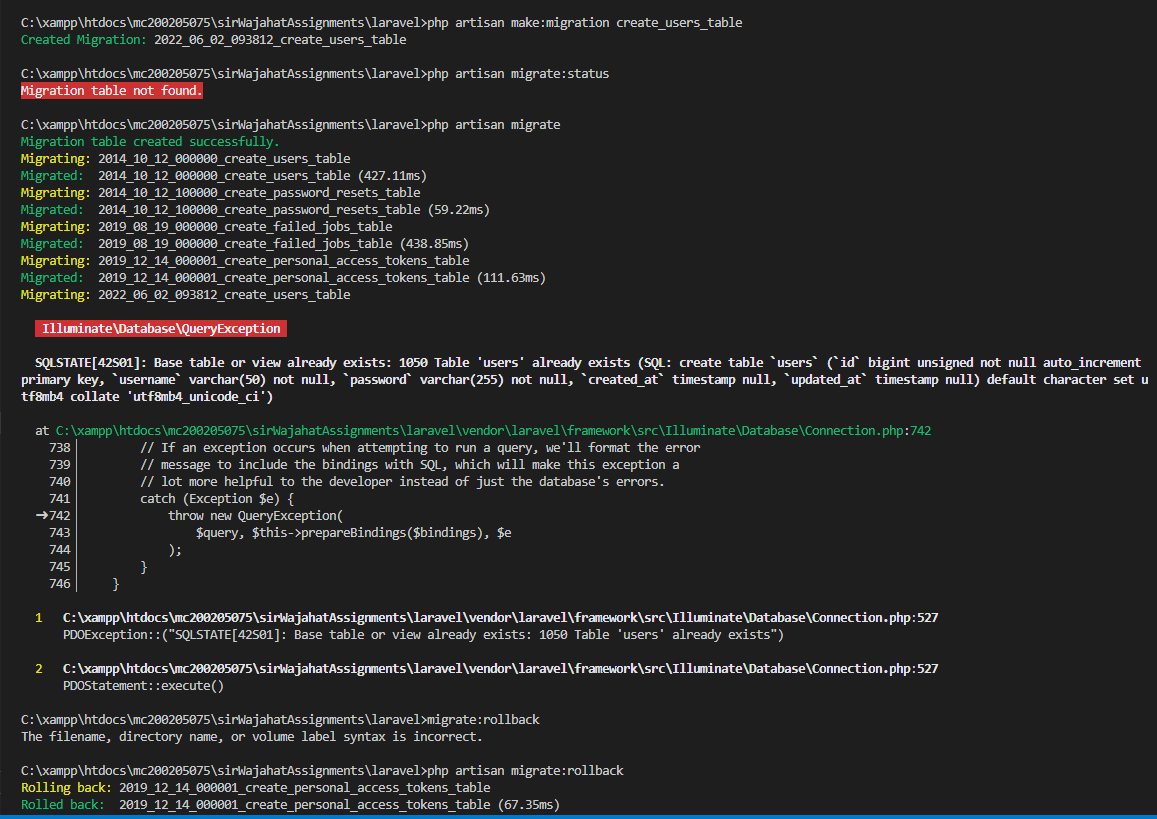 C:\xampp\htdocs\mc200205075\sirWajahatAssignments\laravel>php artisan make:migration create_users_table
Created Migration: 2022_06_02_093812_create_users_table
C:\xampp\htdocs\mc200205075\sirWajahatAssignments\laravel>php artisan migrate:status
Migration table not found.
C:\xampp\htdocs\mc200205075\sirWajahatAssignments\laravel>php artisan migrate
Migration table created successfully.
Migrating: 2014_10_12_000000_create_users_table
Migrated:  2014_10_12_000000_create_users_table (427.11ms)
Migrating: 2014_10_12_100000_create_password_resets_table
Migrated:  2014_10_12_100000_create_password_resets_table (59.22ms)
Migrating: 2019_08_19_000000_create_failed_jobs_table
Migrated:  2019_08_19_000000_create_failed_jobs_table (438.85ms)
Migrating: 2019_12_14_000001_create_personal_access_tokens_table
Migrated:  2019_12_14_000001_create_personal_access_tokens_table (111.63ms)
Migrating: 2022_06_02_093812_create_users_table
Illuminate\Database\QueryException
SQLSTATE[42S01]: Base table or view already exists: 1050 Table 'users' already exists (SQL: create table `users` (`id` bigint unsigned not null auto_increment
primary key, `username` varchar(50) not null, `password` varchar(255) not null, `created_at` timestamp null, `updated_at` timestamp null) default character set u
tf8mb4 collate 'utf8mb4_unicode_ci')
at C:\xampp\htdocs\mc200205075\sirWajahatAssignments\laravel\vendor\laravel\framework\src\Illuminate\Database\Connection.php:742
738| // If an exception occurs when attempting to run a query, we'll format the error
739| // message to include the bindings with SQL, which will make this exception a
740| // lot more helpful to the developer instead of just the database's errors.
741| catch (Exception $e) {
➜742| throw new QueryException(
743| $query, $this->prepareBindings($bindings), $e
744| );
745| }
746| }
1 C:\xampp\htdocs\mc200205075\sirWajahatAssignments\laravel\vendor\laravel\framework\src\Illuminate\Database\Connection.php:527
PDOException::("SQLSTATE[42S01]: Base table or view already exists: 1050 Table 'users' already exists")
2 C:\xampp\htdocs\mc200205075\sirWajahatAssignments\laravel\vendor\laravel\framework\src\Illuminate\Database\Connection.php:527
PDOStatement::execute()
C:\xampp\htdocs\mc200205075\sirWajahatAssignments\laravel>migrate:rollback
The filename, directory name, or volume label syntax is incorrect.
C:\xampp\htdocs\mc200205075\sirWajahatAssignments\laravel>php artisan migrate:rollback
Rolling back: 2019_12_14_000001_create_personal_access_tokens_table
Rolled back:  2019_12_14_000001_create_personal_access_tokens_table (67.35ms)